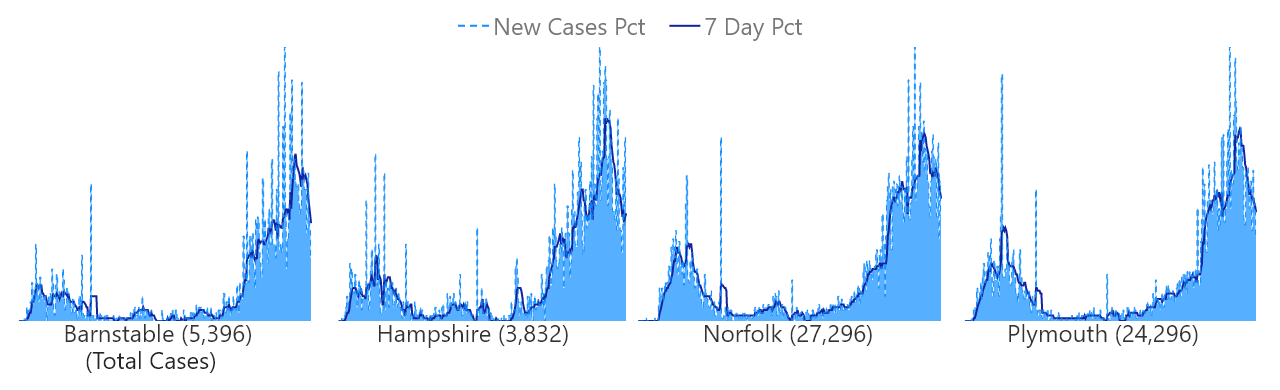 New Cases Pct 7 Day Pct
Barnstable (5,396) Hampshire (3,832) Norfolk (27,296) Plymouth (24,296)
(Total Cases)